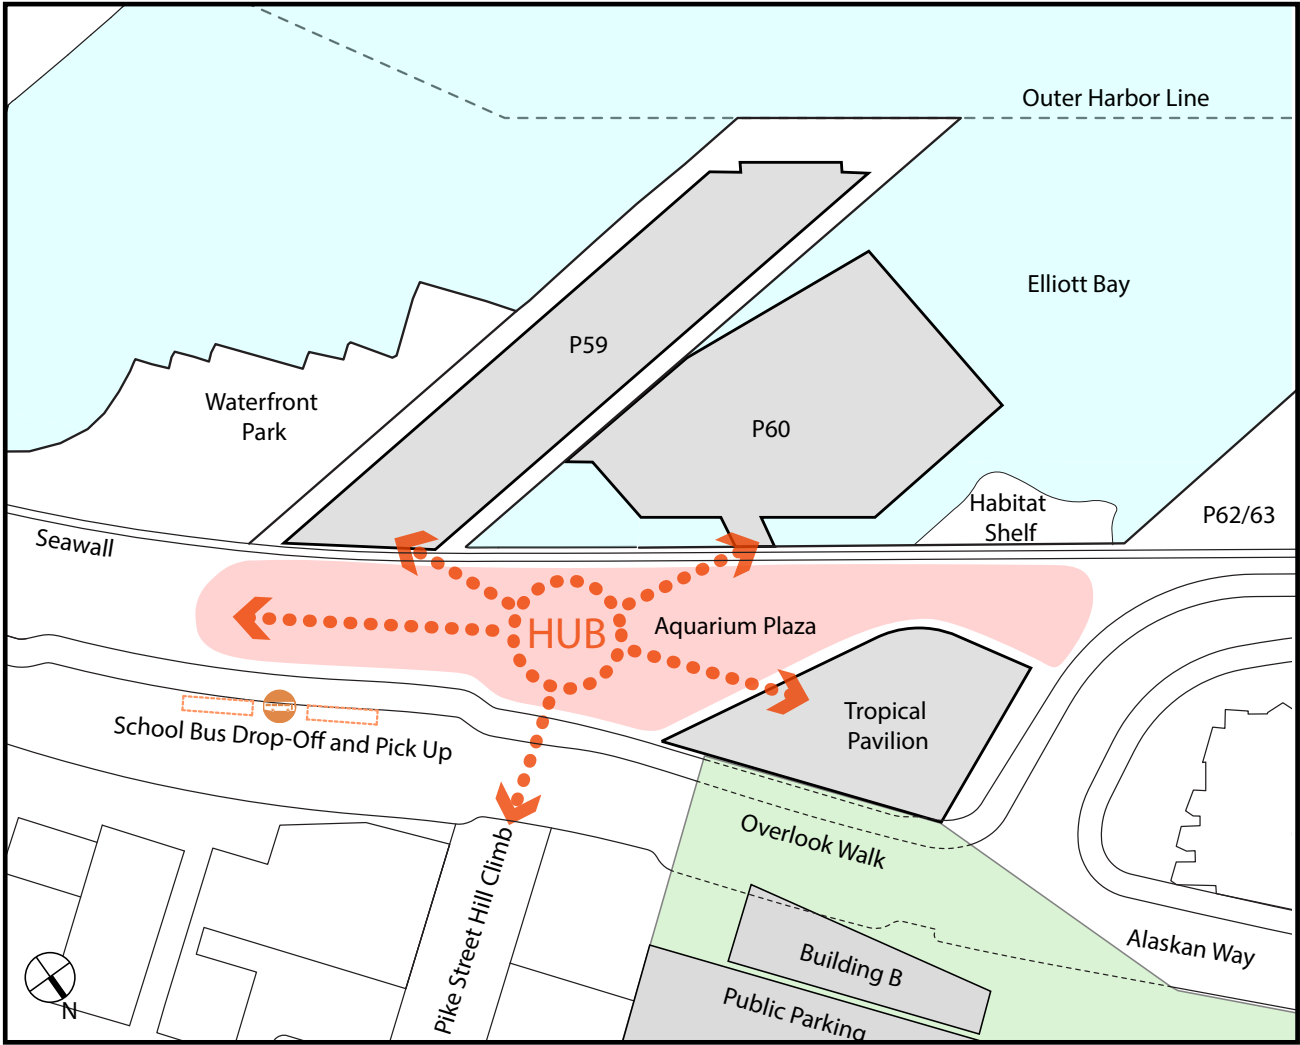 Outer Harbor Line
Elliott Bay
P59
Waterfront
Park
P60
Habitat
Shelf
P62/63
Seawall
HUB
Aquarium Plaza
Tropical
Pavilion
School Bus Drop-Off and Pick Up
Overlook Walk
Pike Street Hill Climb
Alaskan Way
Building B
Public Parking
N